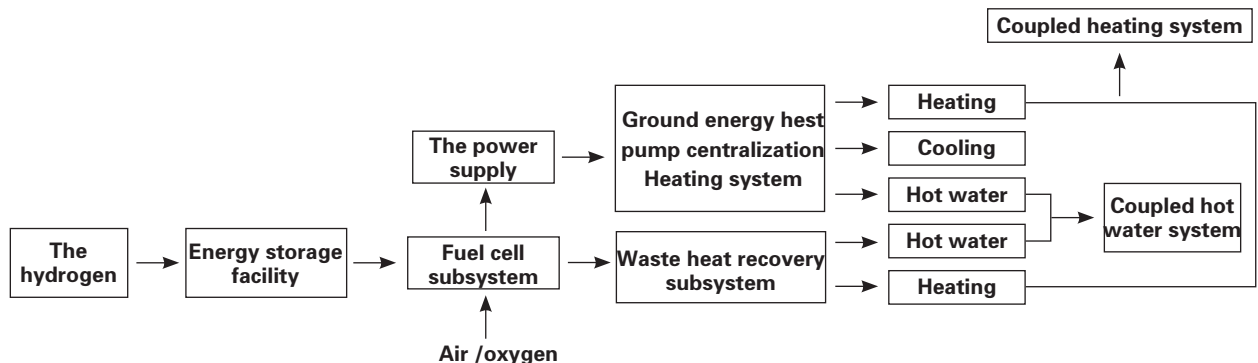 Coupled heating system
Heating
Ground energy hest
pump centralization
Heating system
The power
supply
Cooling
Hot water
Coupled hot
water system
The
hydrogen
Energy storage
facility
Fuel cell
subsystem
Waste heat recovery
subsystem
Hot water
Heating
Air /oxygen